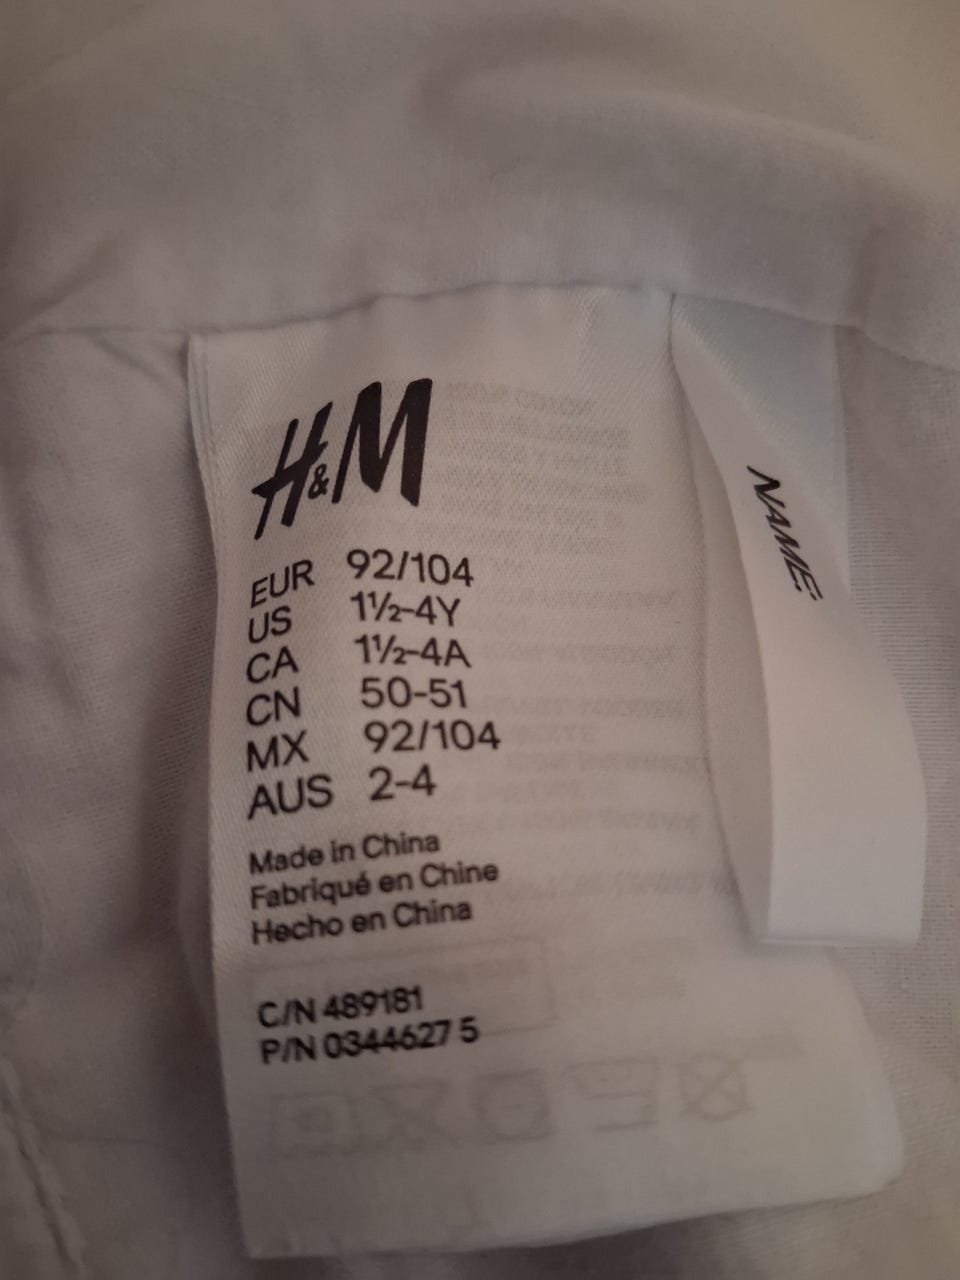 H&M
EUR 92/104
US 1½-4Y
CA 1½-4A
CN 50-51
MX 92/104
AUS 2-4
Made in China
Fabriqué en Chine
Hecho en China
C/N 489181
P/N 0344627 5
NAME